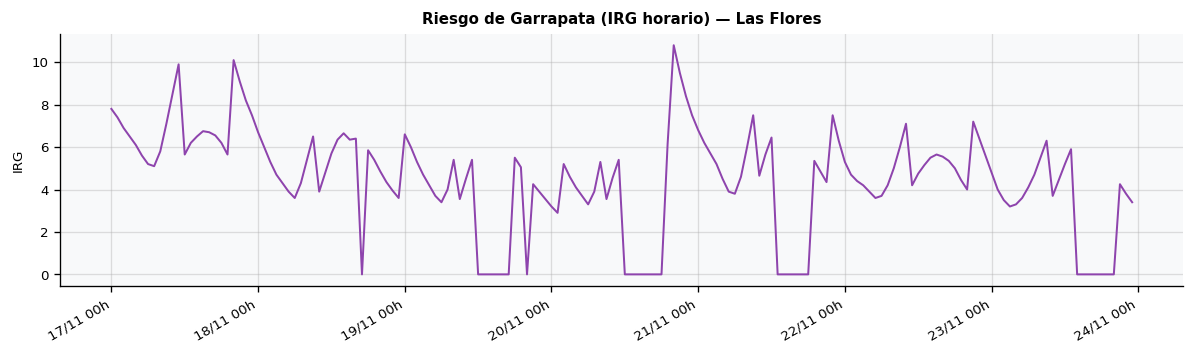 Riesgo de Garrapata (IRG horario) — Las Flores
IRG
10
8
6
4
2
0
17/11 00h
18/11 00h
19/11 00h
20/11 00h
21/11 00h
22/11 00h
23/11 00h
24/11 00h